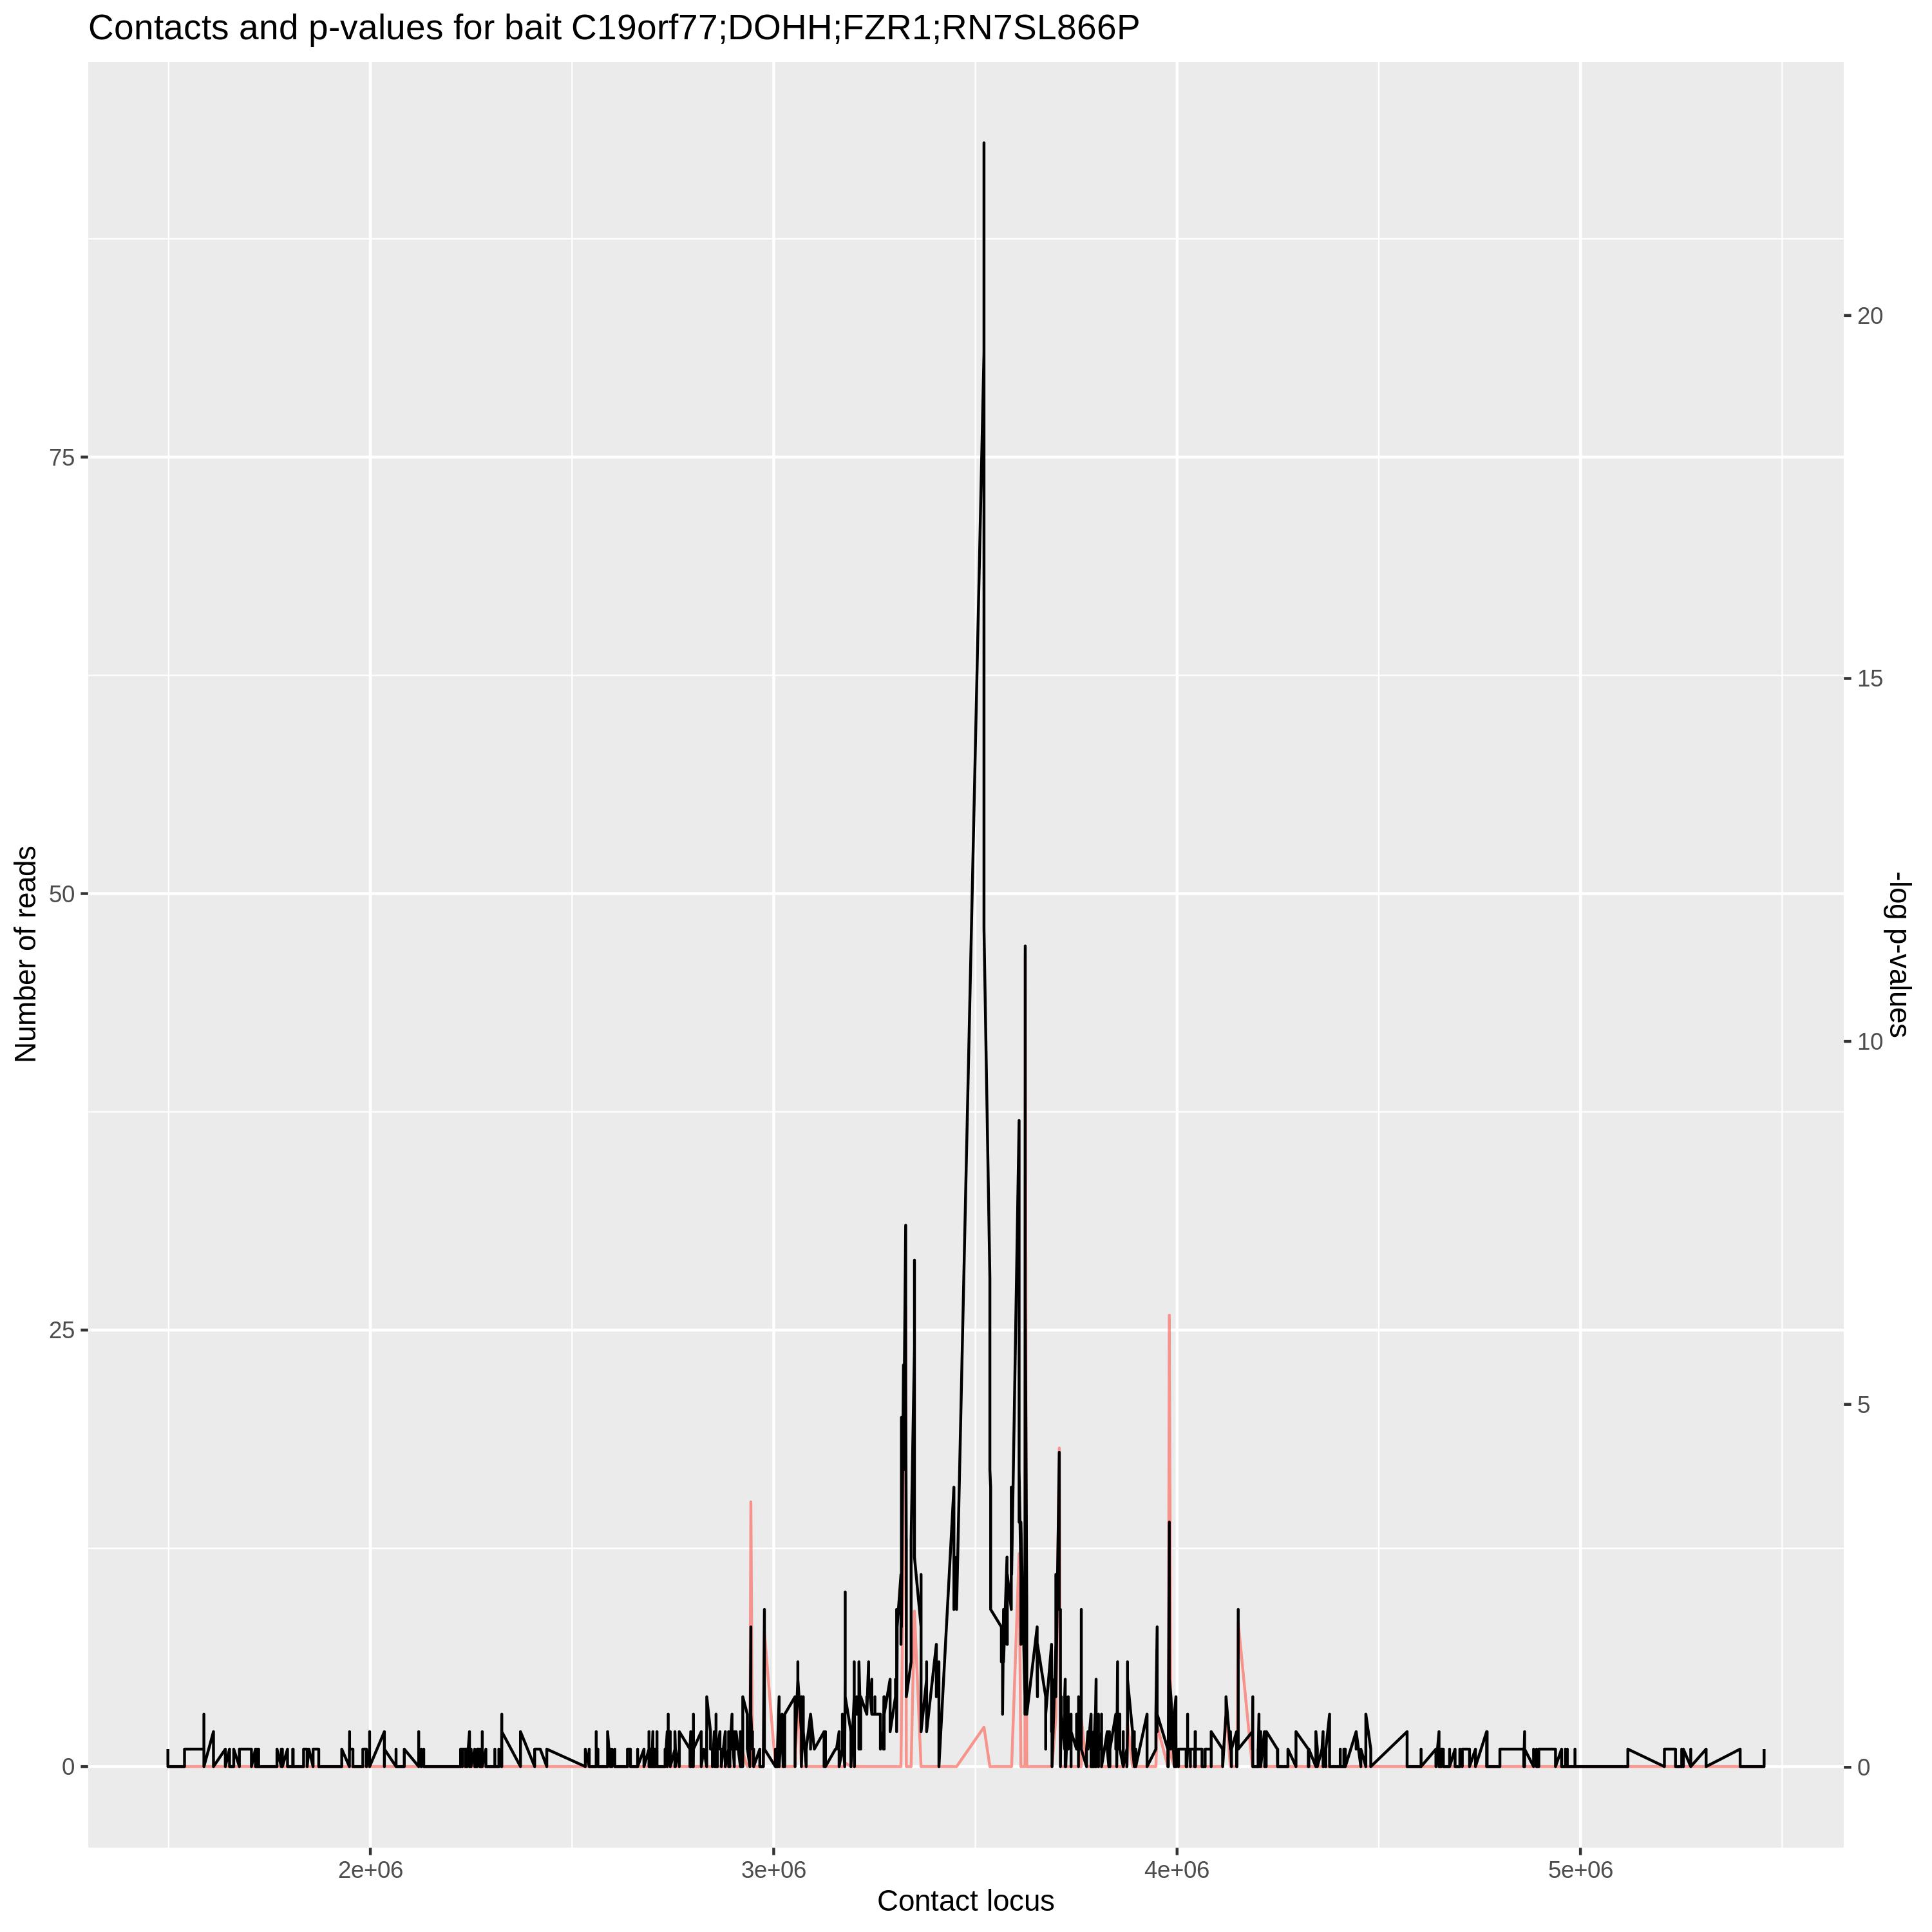 Contacts and p-values for bait C19orf77;DOHH;FZR1;RN7SL866P
Number of reads
75
50
25
0
20
15
10
5
0
-log p-values
2e+06 3e+06 4e+06 5e+06
Contact locus